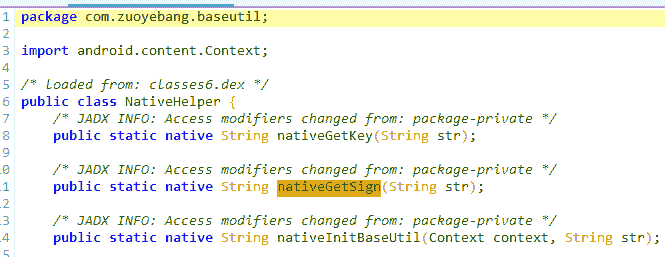 1 package com.zuoyebang.baseutil;
2
3 import android.content.Context;
4
5 /* loaded from: classes6.dex */
6 public class NativeHelper {
7 /* JADX INFO: Access modifiers changed from: package-private */
8 public static native String nativeGetKey(String str);
9
10 /* JADX INFO: Access modifiers changed from: package-private */
11 public static native String nativeGetSign(String str);
12
13 /* JADX INFO: Access modifiers changed from: package-private */
14 public static native String nativeInitBaseUtil(Context context, String str);